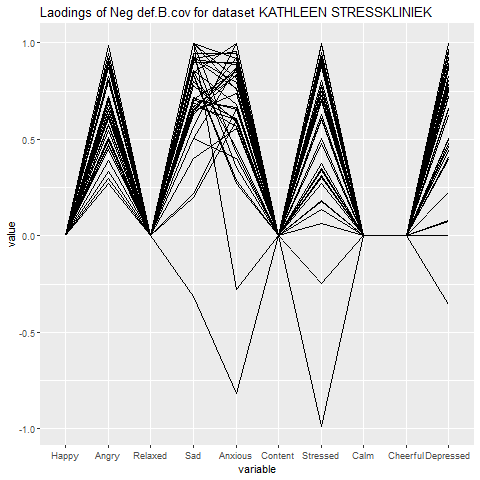 Laodings of Neg def.B.cov for dataset KATHLEEN STRESSKLINIEK
1.0
0.5
0.0
-0.5
-1.0
value
Happy Angry Relaxed Sad Anxious Content Stressed Calm Cheerful Depressed
variable